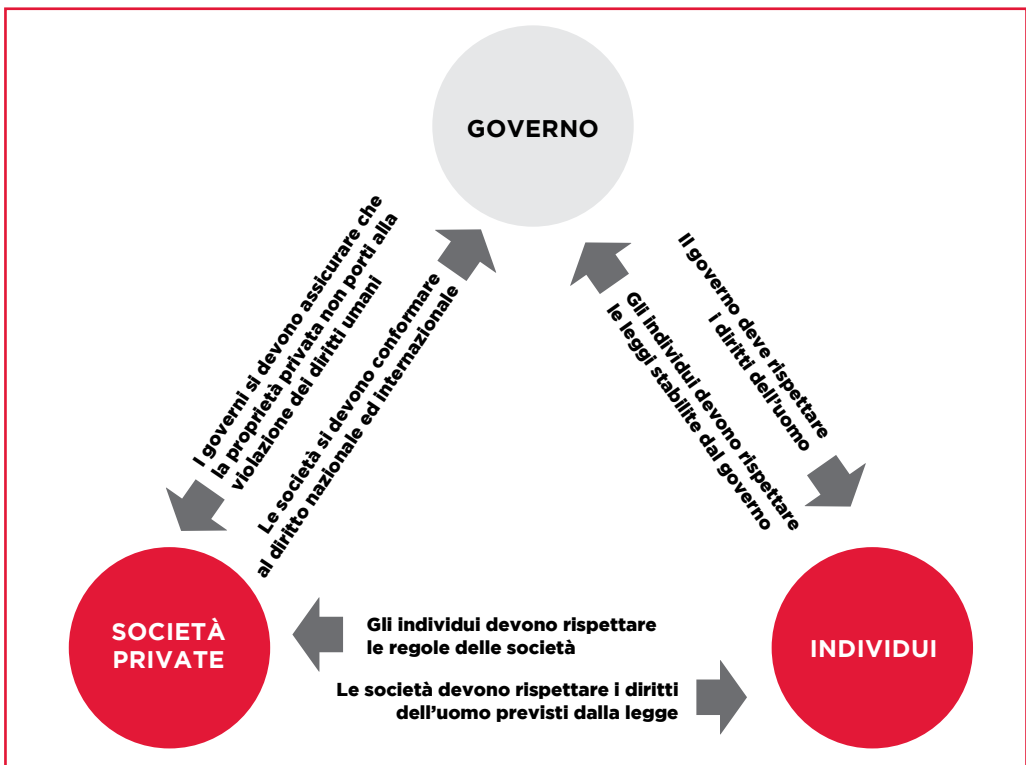 GOVERNO
I governi si devono assicurare che
la proprietà privata non porti alla
violazione dei diritti umani
Le società si devono conformare
al diritto nazionale ed internazionale
Il governo deve rispettare
i diritti dell'uomo
Gli individui devono rispettare
le leggi stabilite dal governo
SOCIETÀ
PRIVATE
Gli individui devono rispettare
le regole delle società
Le società devono rispettare i diritti
dell'uomo previsti dalla legge
INDIVIDUI